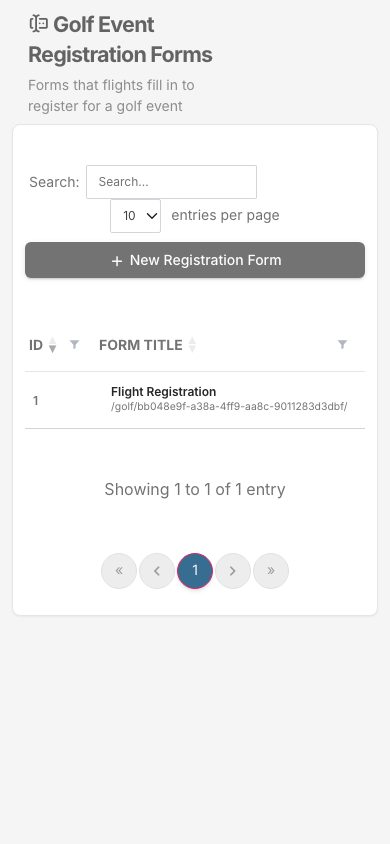 Golf Event
Registration Forms
Forms that flights fill in to
register for a golf event
Search: Search...
10 entries per page
+ New Registration Form
ID FORM TITLE
1 Flight Registration
/golf/bb048e9f-a38a-4ff9-aa8c-9011283d3dbf/
Showing 1 to 1 of 1 entry
« ‹ 1 › »